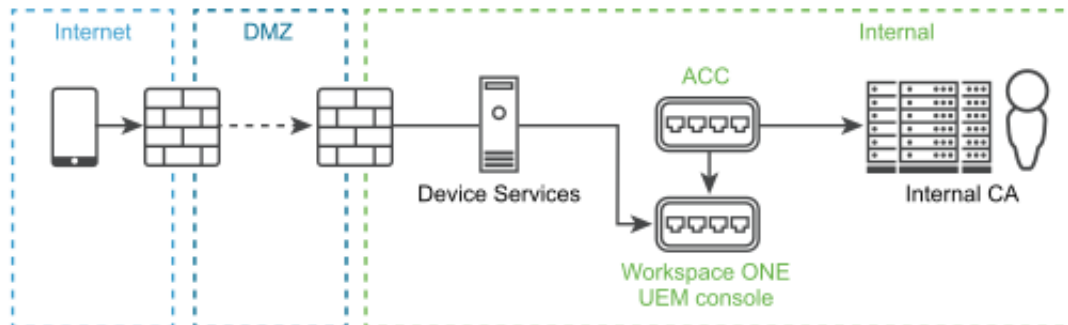 Internet
DMZ
Internal
ACC
Device Services
Internal CA
Workspace ONE
UEM console